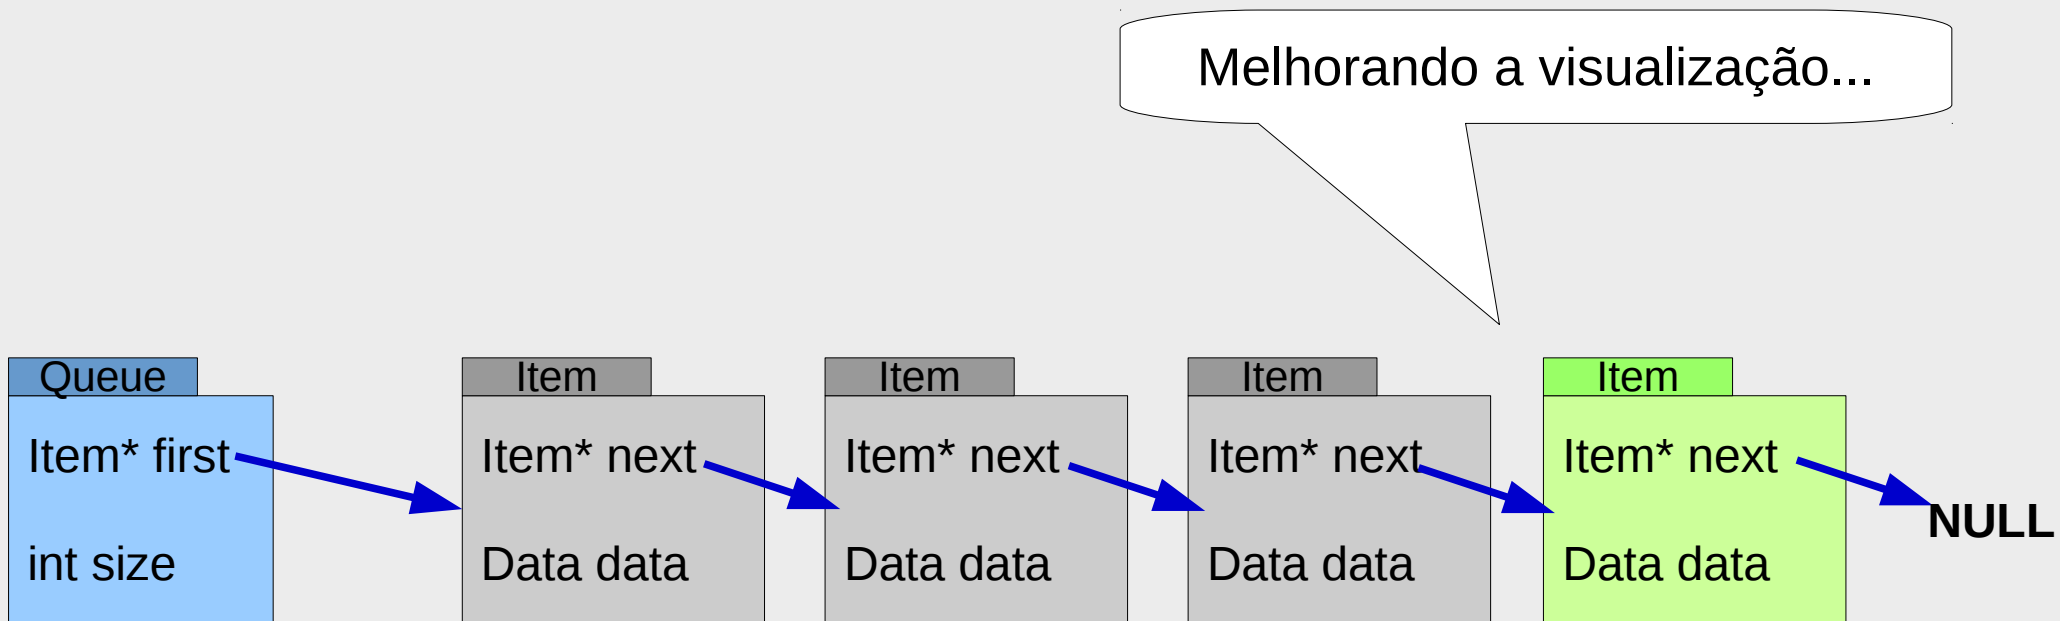 Melhorando a visualização...
Queue
Item* first
int size
Item
Item* next
Data data
Item
Item* next
Data data
Item
Item* next
Data data
Item
Item* next
Data data
NULL